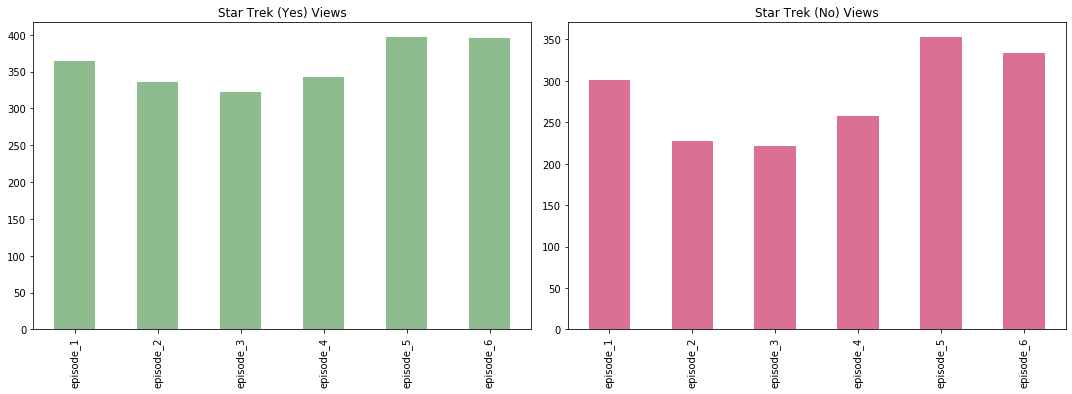 Star Trek (Yes) Views
400
350
300
250
200
150
100
50
0
episode_1
episode_2
episode_3
episode_4
episode_5
episode_6
Star Trek (No) Views
350
300
250
200
150
100
50
0
episode_1
episode_2
episode_3
episode_4
episode_5
episode_6